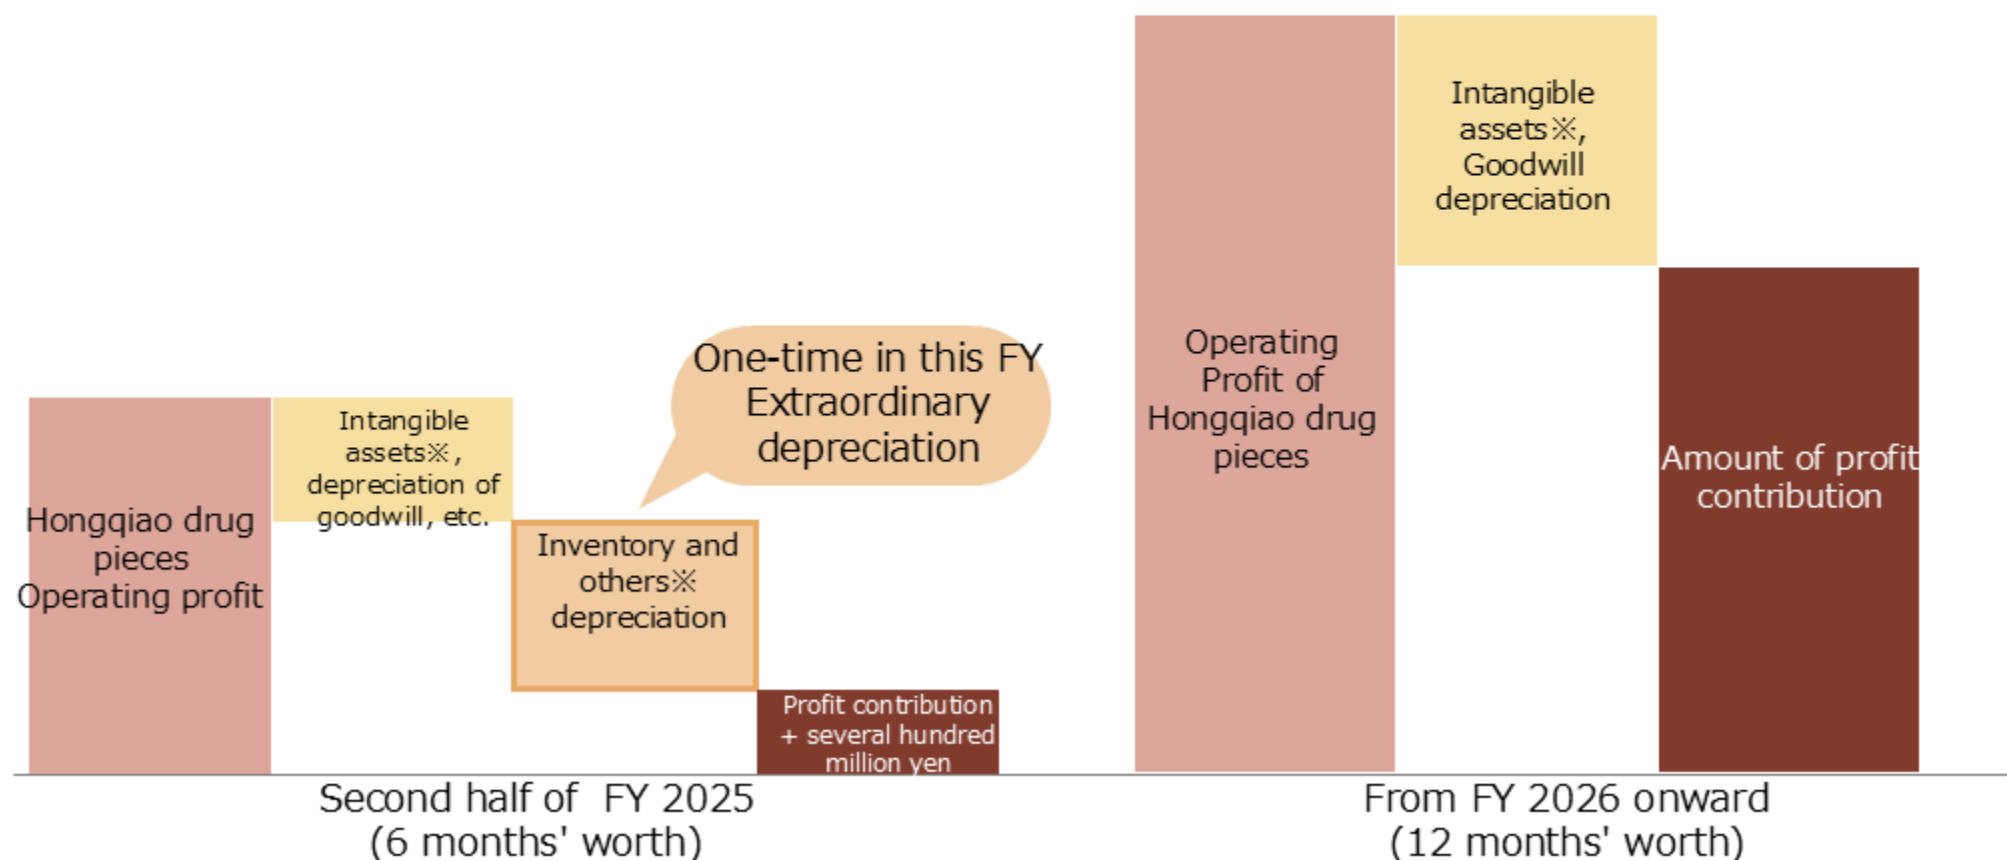 Hongqiao drug
pieces
Operating profit
Intangible
assets※,
depreciation of
goodwill, etc.
Inventory and
others※
depreciation
One-time in this FY
Extraordinary
depreciation
Profit contribution
+ several hundred
million yen
Second half of  FY 2025
(6 months' worth)
Operating
Profit of
Hongqiao drug
pieces
Intangible
assets※,
Goodwill
depreciation
Amount of profit
contribution
From FY 2026 onward
(12 months' worth)